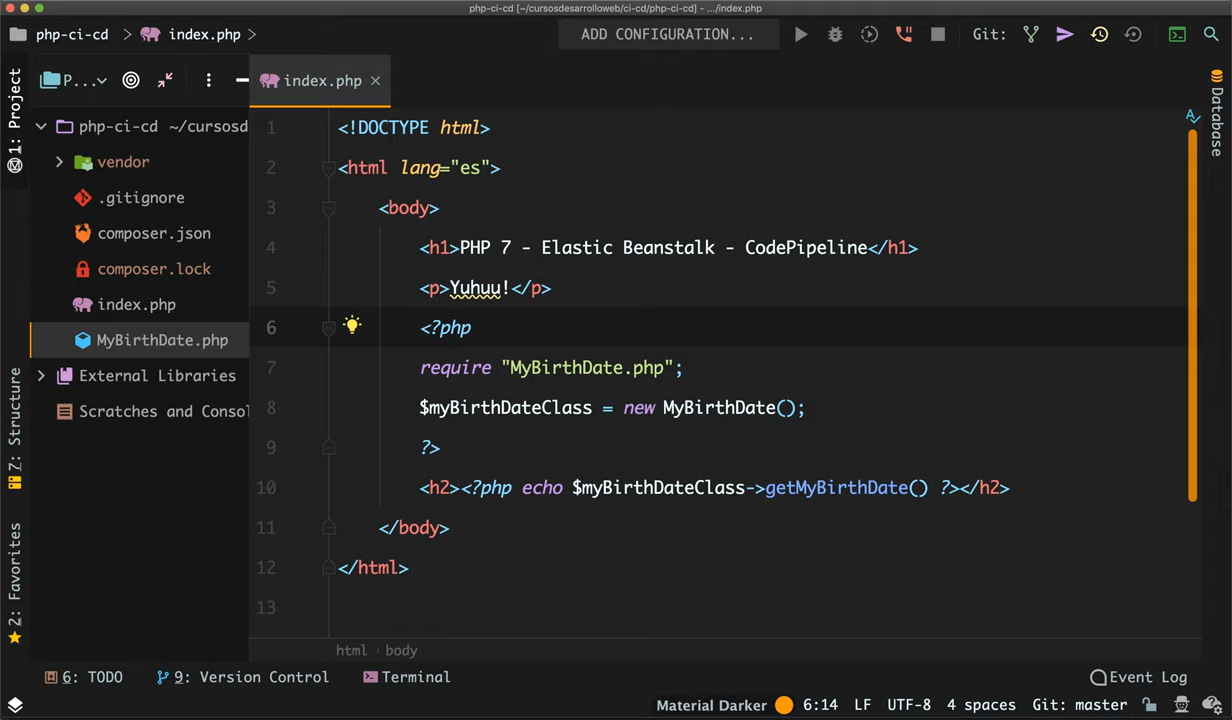 php-ci-cd [~/cursosdesarrolloweb/ci-cd/php-ci-cd] - .../index.php
php-ci-cd > index.php >
ADD CONFIGURATION...
Git:
P...
index.php
1: Project
php-ci-cd ~/cursosd
vendor
.gitignore
composer.json
composer.lock
index.php
MyBirthDate.php
External Libraries
Scratches and Consol
7: Structure
2: Favorites
1 <!DOCTYPE html>
2 <html lang="es">
3 <body>
4 <h1>PHP 7 - Elastic Beanstalk - CodePipeline</h1>
5 <p>Yuhuu!</p>
6 <?php
7 require "MyBirthDate.php";
8 $myBirthDateClass = new MyBirthDate();
9 ?>
10 <h2><?php echo $myBirthDateClass->getMyBirthDate() ?></h2>
11 </body>
12 </html>
13
Database
html › body
6: TODO
9: Version Control
Terminal
Event Log
Material Darker
6:14
LF
UTF-8
4 spaces
Git: master